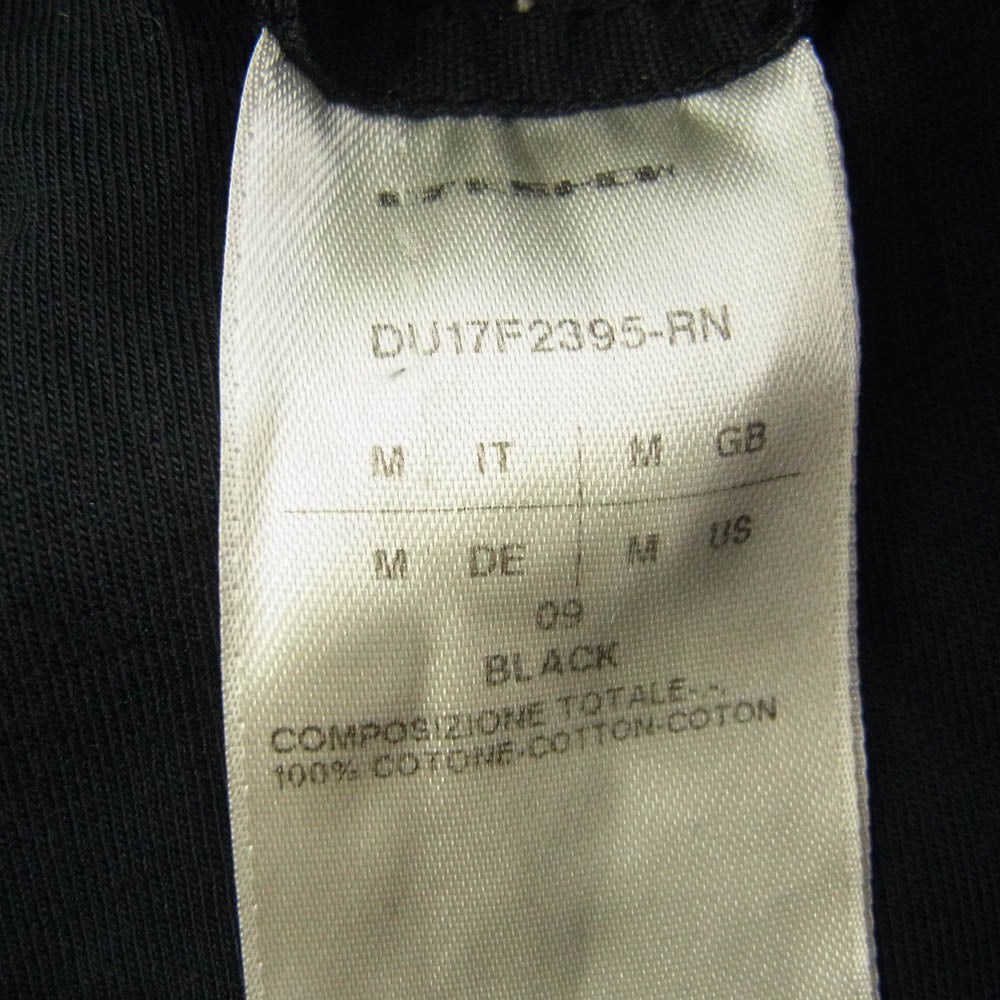 DU17F2395-RN
M IT M GB
M DE M US
09
BLACK
COMPOSIZIONE TOTALE- -.
100% COTONE-COTTON-COTON